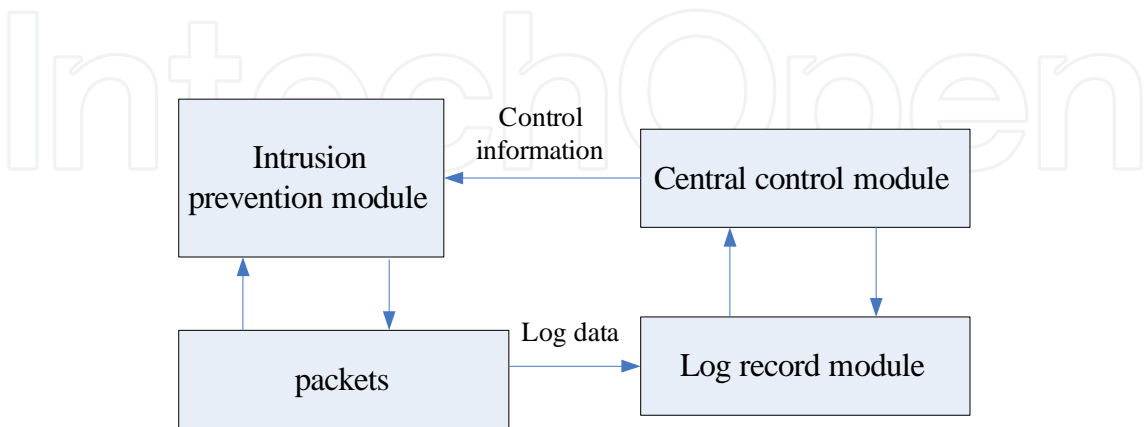 IntechOpen
Control
information
Intrusion
prevention module
Central control module
Log data
packets
Log record module